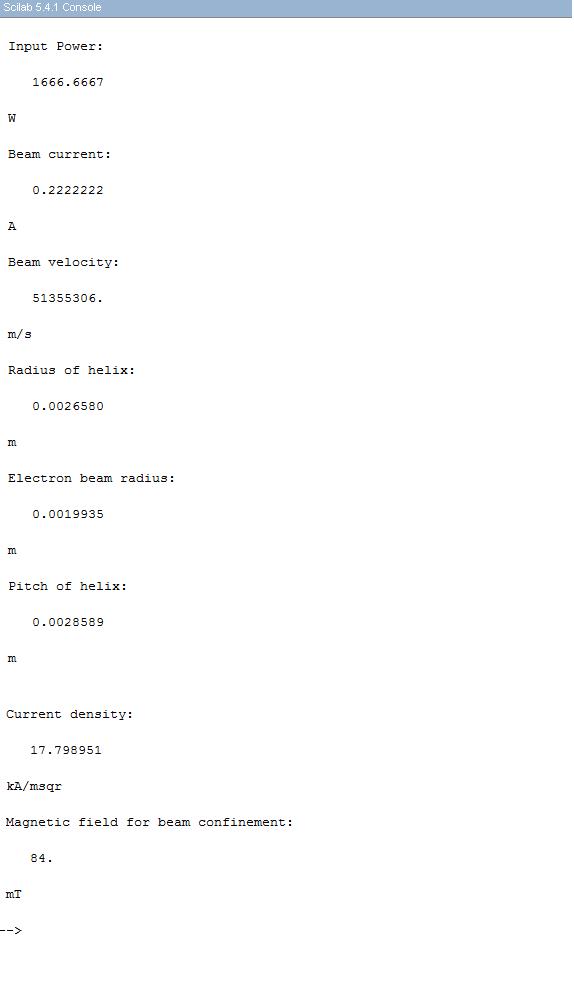 Scilab 5.4.1 Console
Input Power:
1666.6667
W
Beam current:
0.2222222
A
Beam velocity:
51355306.
m/s
Radius of helix:
0.0026580
m
Electron beam radius:
0.0019935
m
Pitch of helix:
0.0028589
m
Current density:
17.798951
kA/msqr
Magnetic field for beam confinement:
84.
mT
-->